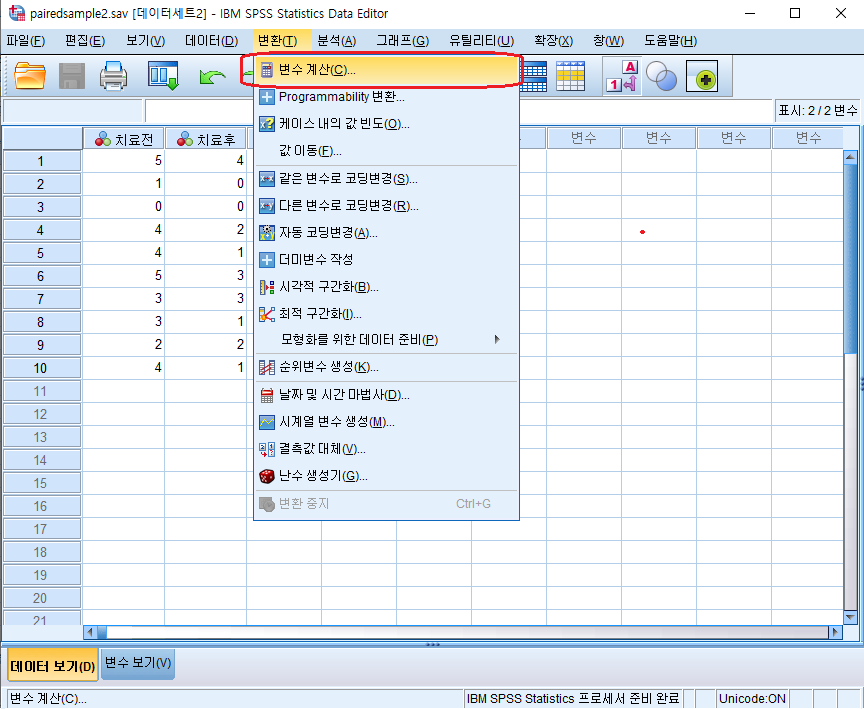 pairedsample2.sav [데이터세트2] - IBM SPSS Statistics Data Editor
파일(F) 편집(E) 보기(V) 데이터(D) 변환(T) 분석(A) 그래프(G) 유틸리티(U) 확장(X) 창(W) 도움말(H)
변수 계산(C)...
Programmability 변환...
케이스 내의 값 빈도(O)...
값 이동(F)...
같은 변수로 코딩변경(S)...
다른 변수로 코딩변경(R)...
자동 코딩변경(A)...
더미변수 작성
시각적 구간화(B)...
최적 구간화(I)...
모형화를 위한 데이터 준비(P)
순위변수 생성(K)...
날짜 및 시간 마법사(D)...
시계열 변수 생성(M)...
결측값 대체(V)...
난수 생성기(G)...
변환 중지 Ctrl+G
A
1
표시: 2 / 2 변수
치료전 치료후 변수 변수 변수 변수
1 5 4
2 1 0
3 0 0
4 4 2
5 4 1
6 5 3
7 3 3
8 3 1
9 2 2
10 4 1
11
12
13
14
15
16
17
18
19
20
21
데이터 보기(D) 변수 보기(V)
변수 계산(C)... IBM SPSS Statistics 프로세서 준비 완료 Unicode:ON